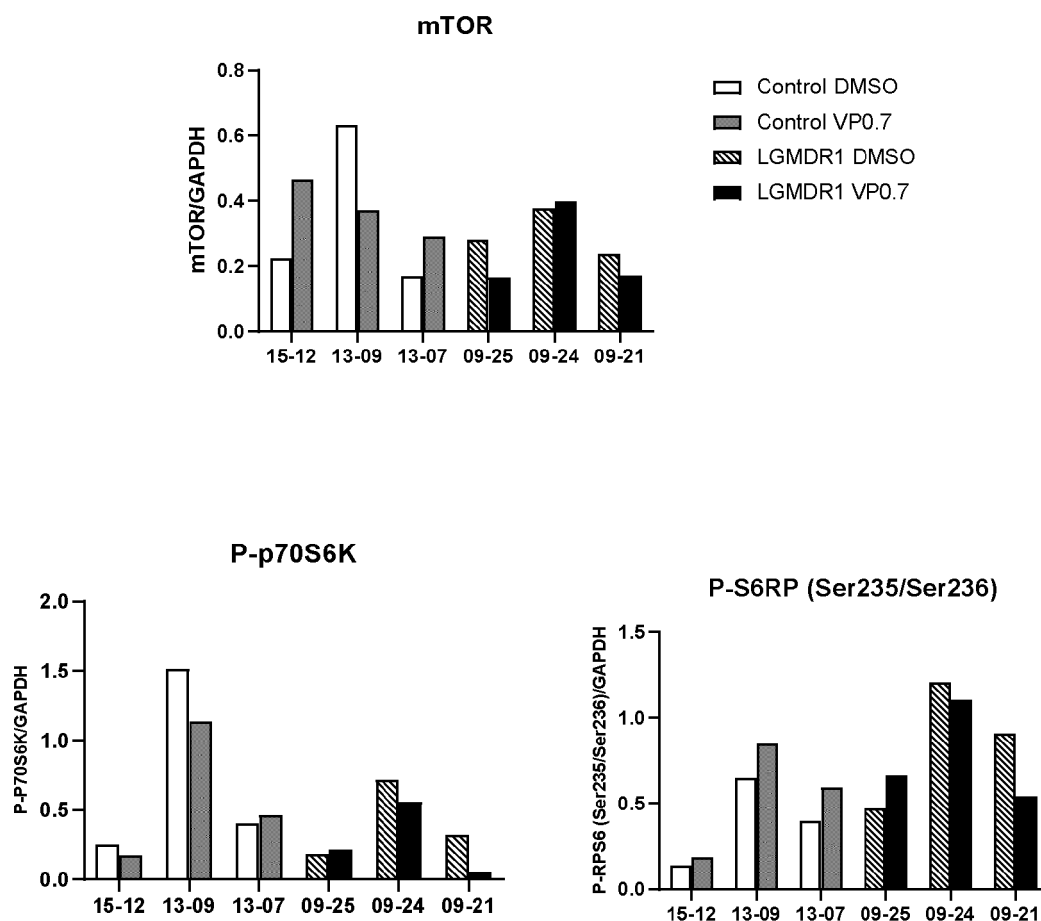 mTOR
mTOR/GAPDH
0.8
0.6
0.4
0.2
0.0
15-12 13-09 13-07 09-25 09-24 09-21
Control DMSO
Control VP0.7
LGMDR1 DMSO
LGMDR1 VP0.7
P-p70S6K
P-P70S6K/GAPDH
2.0
1.5
1.0
0.5
0.0
15-12 13-09 13-07 09-25 09-24 09-21
P-S6RP (Ser235/Ser236)
P-RPS6 (Ser235/Ser236)/GAPDH
1.5
1.0
0.5
0.0
15-12 13-09 13-07 09-25 09-24 09-21